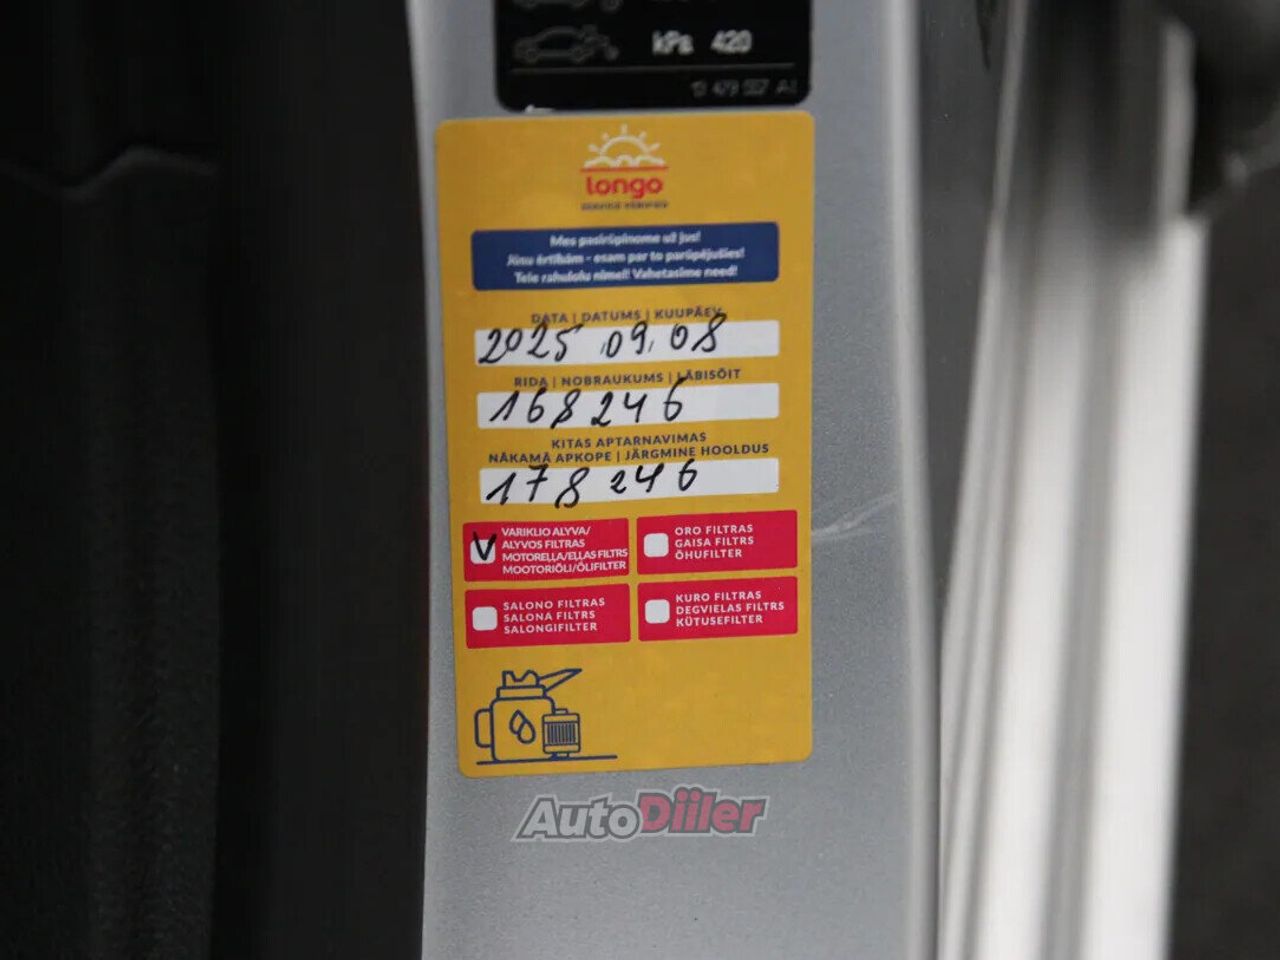 kPa 420
longo
Mes pasirūpinome už jus!
Jūsu ērtībām - esam par to parūpējušies!
Teie rahulolu nimel! Vahetasime need!
DATA | DATUMS | KUUPÄEV
2025.09.08
RIDA | NOBRAUKUMS | LÄBISÕIT
168246
KITAS APTARNAVIMAS
NĀKAMĀ APKOPE | JÄRGMINE HOOLDUS
178246
V
VARIKLIO ALYVA/
ALYVOS FILTRAS
MOTOREĻĻA/EĻĻAS FILTRS
MOOTORIÕLI/ÕLIFILTER
ORO FILTRAS
GAISA FILTRS
ÕHUFILTER
SALONO FILTRAS
SALONA FILTRS
SALONGIFILTER
KURO FILTRAS
DEGVIELAS FILTRS
KÜTUSEFILTER
AutoDiiler